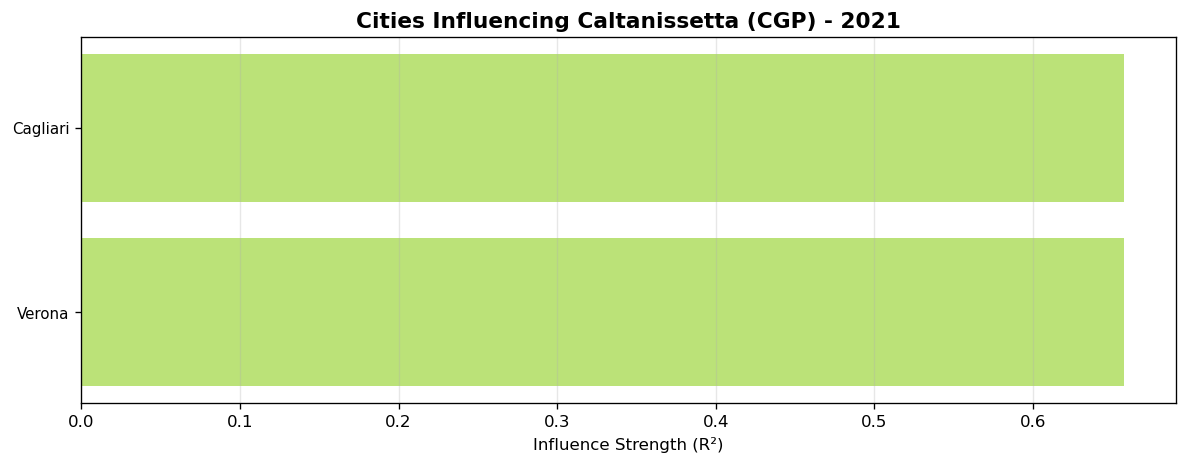 Cities Influencing Caltanissetta (CGP) - 2021
Cagliari
Verona
0.0 0.1 0.2 0.3 0.4 0.5 0.6
Influence Strength (R²)